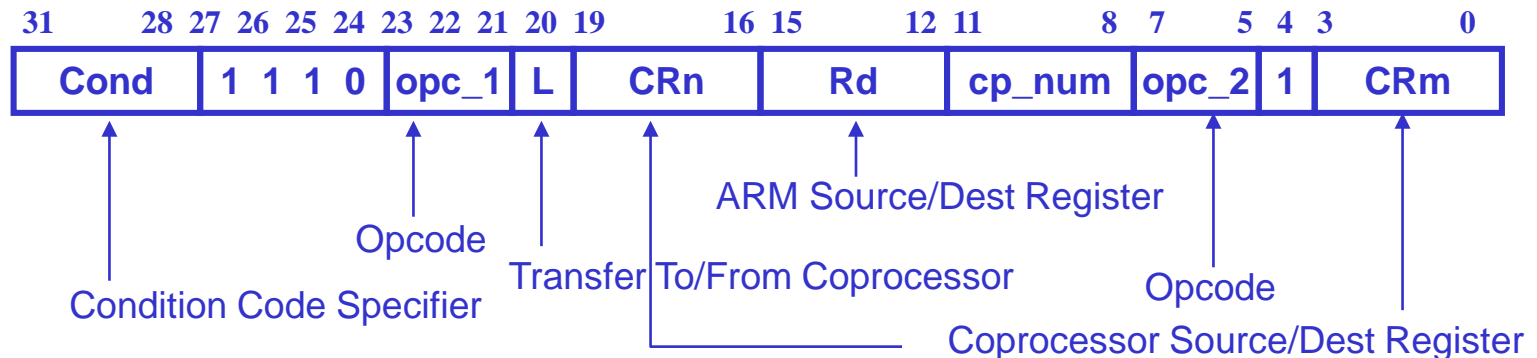 31 28 27 26 25 24 23 22 21 20 19 16 15 12 11 8 7 5 4 3 0
Cond 1 1 1 0 opc_1 L CRn Rd cp_num opc_2 1 CRm
ARM Source/Dest Register
Opcode
Transfer To/From Coprocessor
Opcode
Condition Code Specifier
Coprocessor Source/Dest Register